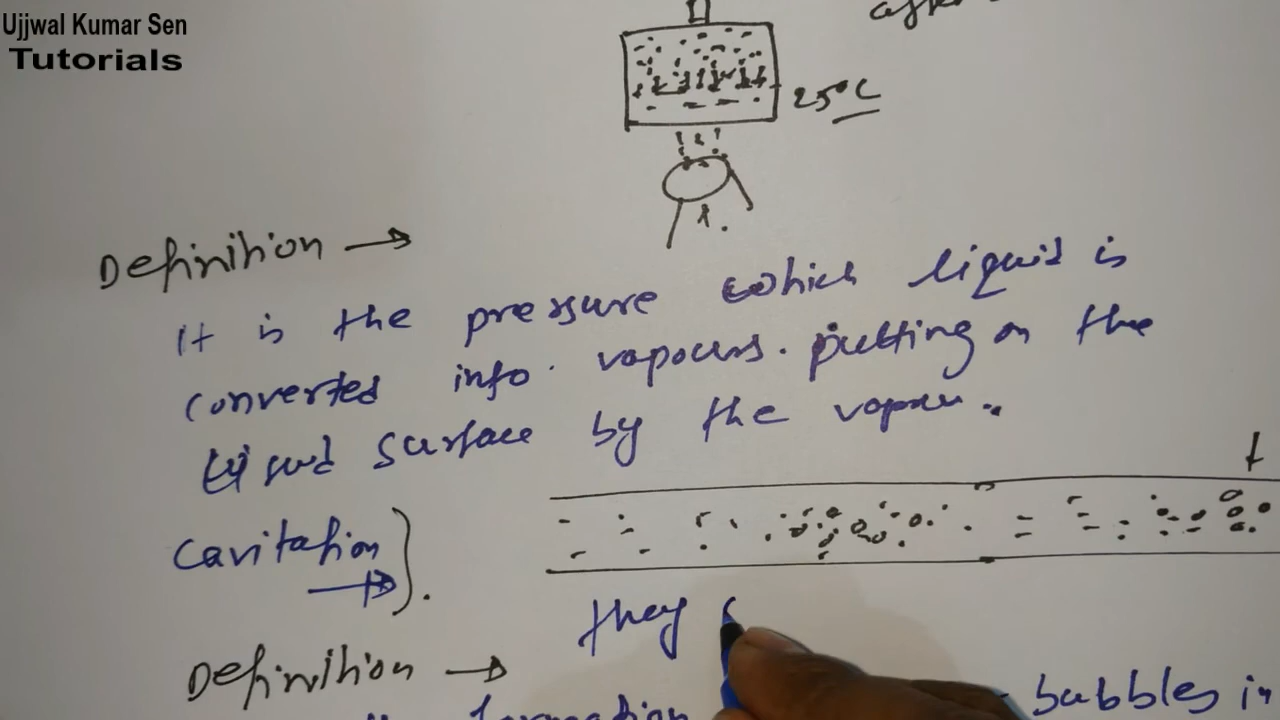 Ujjwal Kumar Sen
Tutorials
25°C
Definition →
It is the pressure which liquid is
converted into. vapours. putting on the
liquid surface by the vapour.
Cavitation
they
Definition →
formation bubbles in